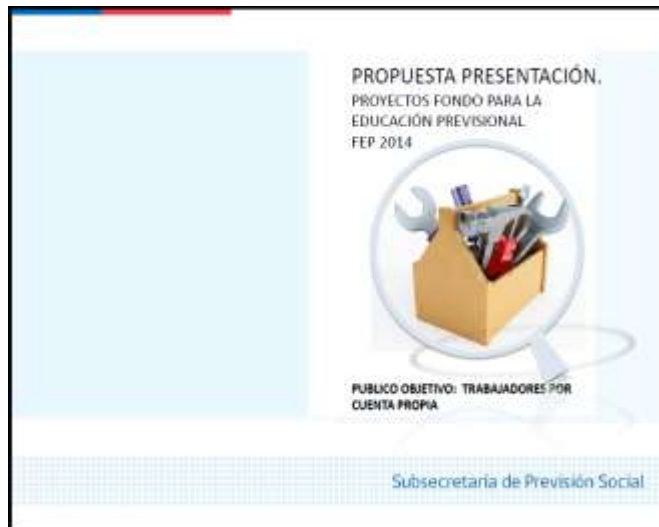 PROPUESTA PRESENTACIÓN.
PROYECTOS FONDO PARA LA
EDUCACIÓN PREVISIONAL
FEP 2014
PUBLICO OBJETIVO: TRABAJADORES POR
CUENTA PROPIA
Subsecretaría de Previsión Social